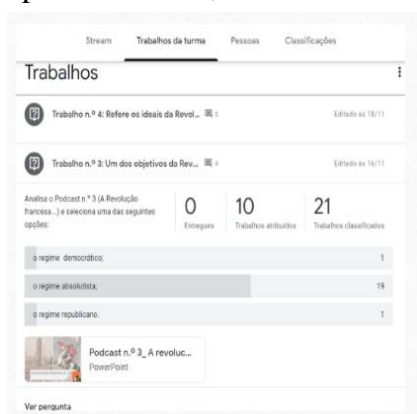 Stream Trabalhos da turma Pessoas Classificações
Trabalhos
Trabalho n.º 4: Refere os ideais da Revol... 5 Editado às 18/11
Trabalho n.º 3: Um dos objetivos da Rev... 4 Editado às 16/11
Analisa o Podcast n.º 3 (A Revolução
francesa...) e seleciona uma das seguintes
opções:
0 Entregues
10 Trabalhos atribuídos
21 Trabalhos classificados
o regime democrático; 1
o regime absolutista; 19
o regime republicano. 1
Podcast n.º 3_ A revoluc...
PowerPoint
Ver pergunta